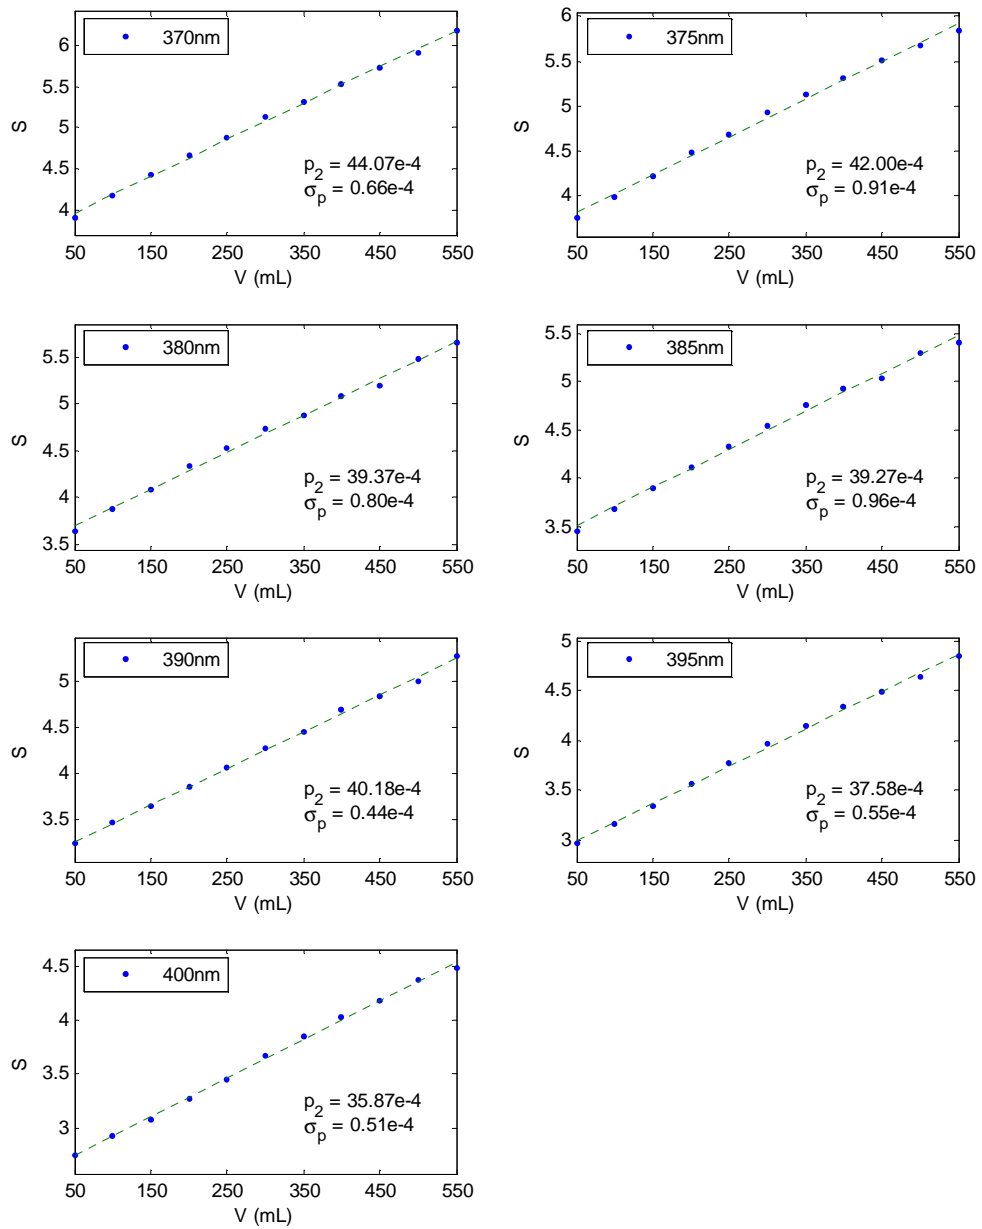 370nm
6
5.5
5
4.5
4
S
p2 = 44.07e-4
σp = 0.66e-4
50 150 250 350 450 550
V (mL)
375nm
6
5.5
5
4.5
4
S
p2 = 42.00e-4
σp = 0.91e-4
50 150 250 350 450 550
V (mL)
380nm
5.5
5
4.5
4
3.5
S
p2 = 39.37e-4
σp = 0.80e-4
50 150 250 350 450 550
V (mL)
385nm
5.5
5
4.5
4
3.5
S
p2 = 39.27e-4
σp = 0.96e-4
50 150 250 350 450 550
V (mL)
390nm
5
4.5
4
3.5
S
p2 = 40.18e-4
σp = 0.44e-4
50 150 250 350 450 550
V (mL)
395nm
5
4.5
4
3.5
3
S
p2 = 37.58e-4
σp = 0.55e-4
50 150 250 350 450 550
V (mL)
400nm
4.5
4
3.5
3
S
p2 = 35.87e-4
σp = 0.51e-4
50 150 250 350 450 550
V (mL)